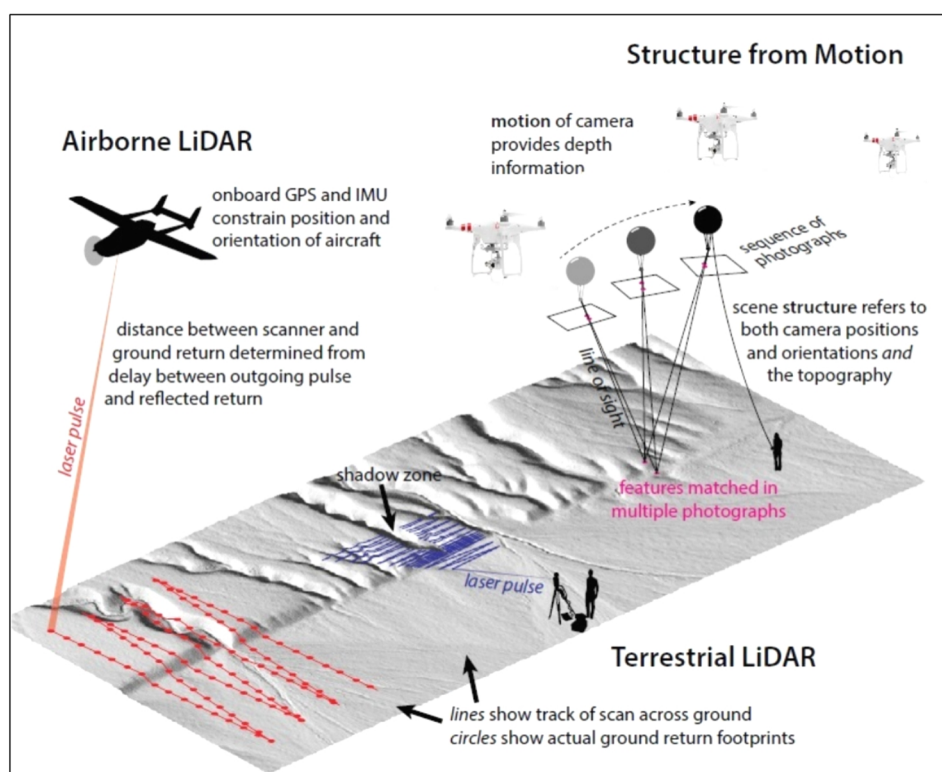 Structure from Motion
motion of camera
provides depth
information
Airborne LiDAR
onboard GPS and IMU
constrain position and
orientation of aircraft
sequence of
photographs
distance between scanner and
ground return determined from
delay between outgoing pulse
and reflected return
scene structure refers to
both camera positions
and orientations and
the topography
laser pulse
line of sight
shadow zone
features matched in
multiple photographs
laser pulse
Terrestrial LiDAR
lines show track of scan across ground
circles show actual ground return footprints